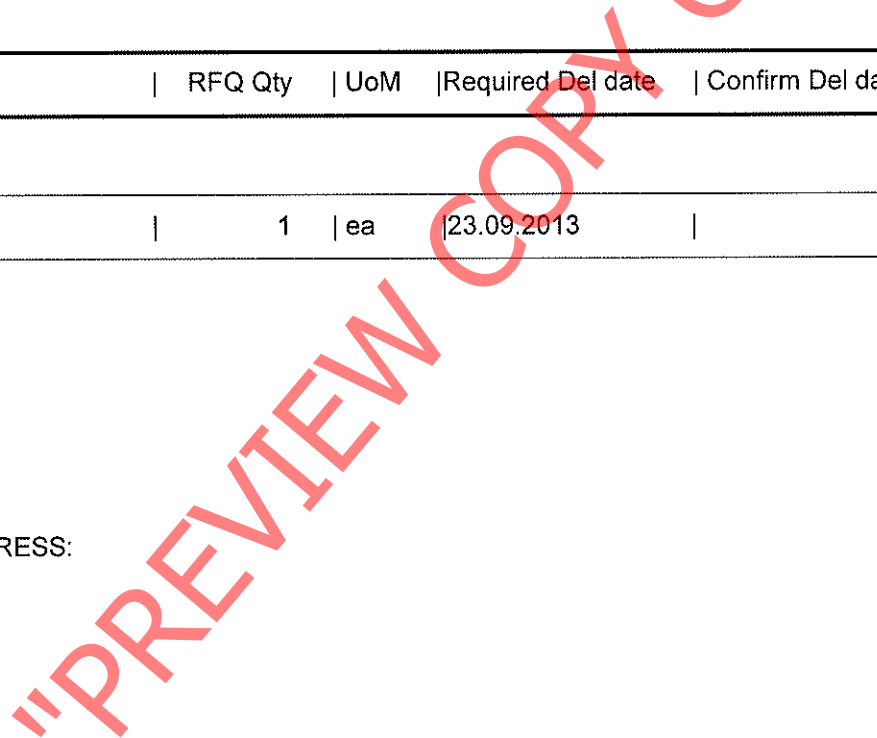 | RFQ Qty | UoM |Required Del date | Confirm Del da
| 1 | ea |23.09.2013 |
RESS:
"PREVIEW COPY